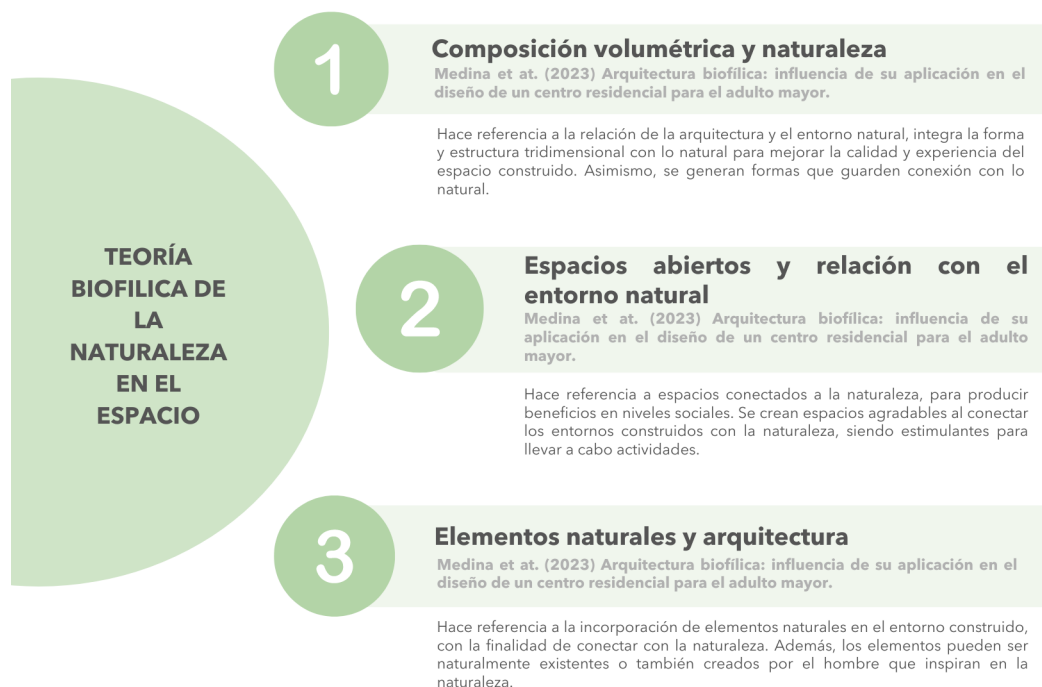 TEORÍA
BIOFILICA DE
LA
NATURALEZA
EN EL
ESPACIO
1
Composición volumétrica y naturaleza
Medina et at. (2023) Arquitectura biofílica: influencia de su aplicación en el
diseño de un centro residencial para el adulto mayor.
Hace referencia a la relación de la arquitectura y el entorno natural, integra la forma
y estructura tridimensional con lo natural para mejorar la calidad y experiencia del
espacio construido. Asimismo, se generan formas que guarden conexión con lo
natural.
2
Espacios abiertos y relación con el
entorno natural
Medina et at. (2023) Arquitectura biofílica: influencia de su
aplicación en el diseño de un centro residencial para el adulto
mayor.
Hace referencia a espacios conectados a la naturaleza, para producir
beneficios en niveles sociales. Se crean espacios agradables al conectar
los entornos construidos con la naturaleza, siendo estimulantes para
llevar a cabo actividades.
3
Elementos naturales y arquitectura
Medina et at. (2023) Arquitectura biofílica: influencia de su aplicación en el
diseño de un centro residencial para el adulto mayor.
Hace referencia a la incorporación de elementos naturales en el entorno construido,
con la finalidad de conectar con la naturaleza. Además, los elementos pueden ser
naturalmente existentes o también creados por el hombre que inspiran en la
naturaleza.